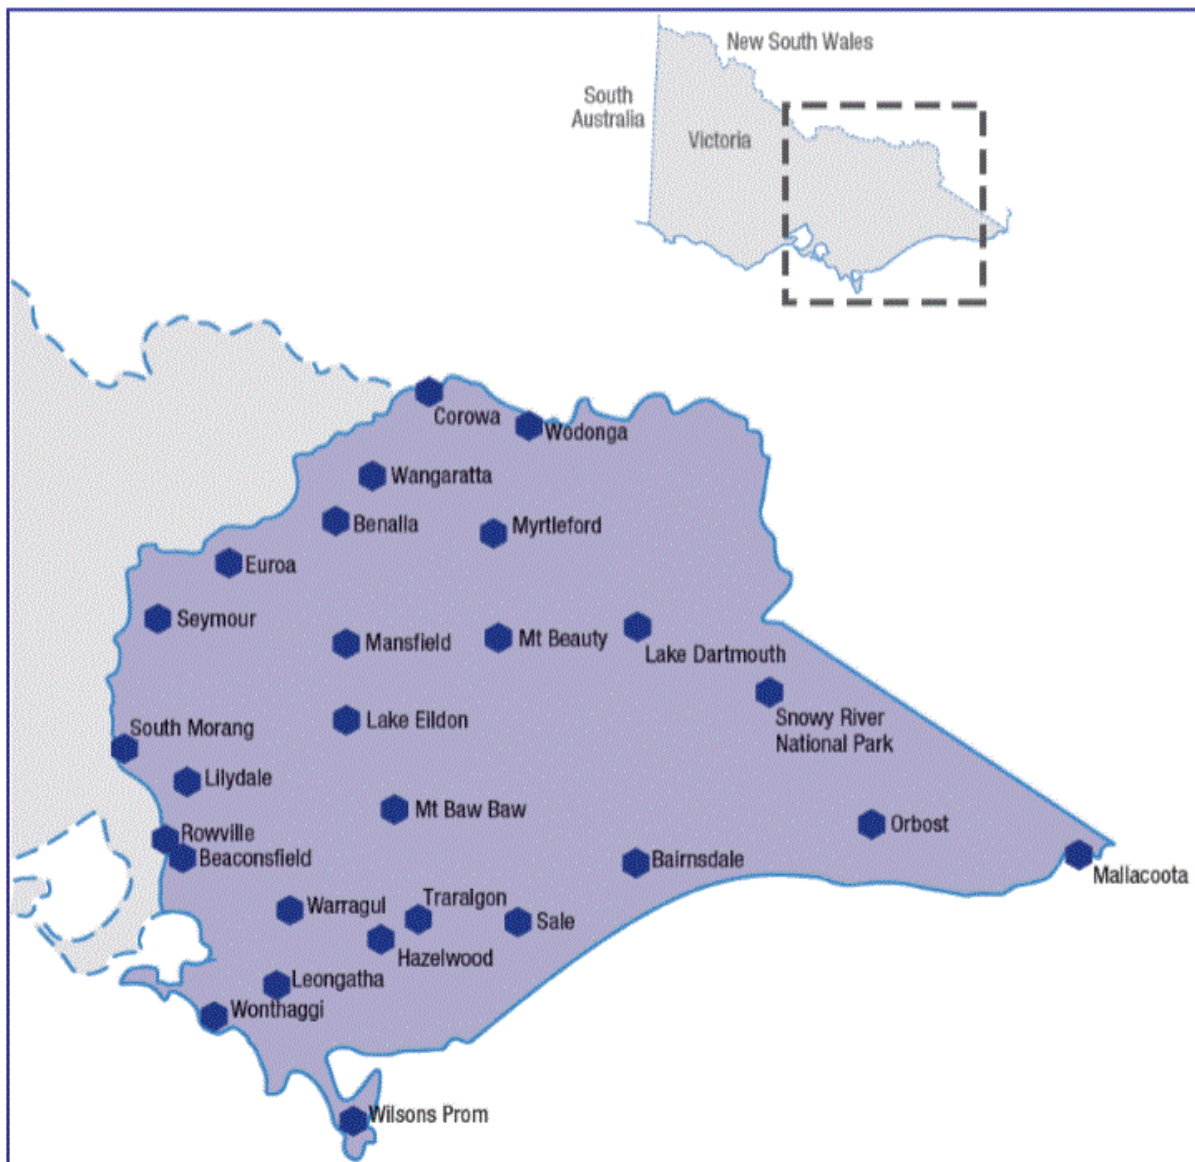 New South Wales
South
Australia
Victoria
Corowa
Wodonga
Wangaratta
Benalla
Myrtleford
Euroa
Seymour
Mansfield
Mt Beauty
Lake Dartmouth
Lake Eildon
Snowy River
National Park
South Morang
Lilydale
Mt Baw Baw
Orbost
Rowville
Beaconsfield
Bairnsdale
Mallacoota
Warragul
Traralgon
Sale
Hazelwood
Leongatha
Wonthaggi
Wilsons Prom